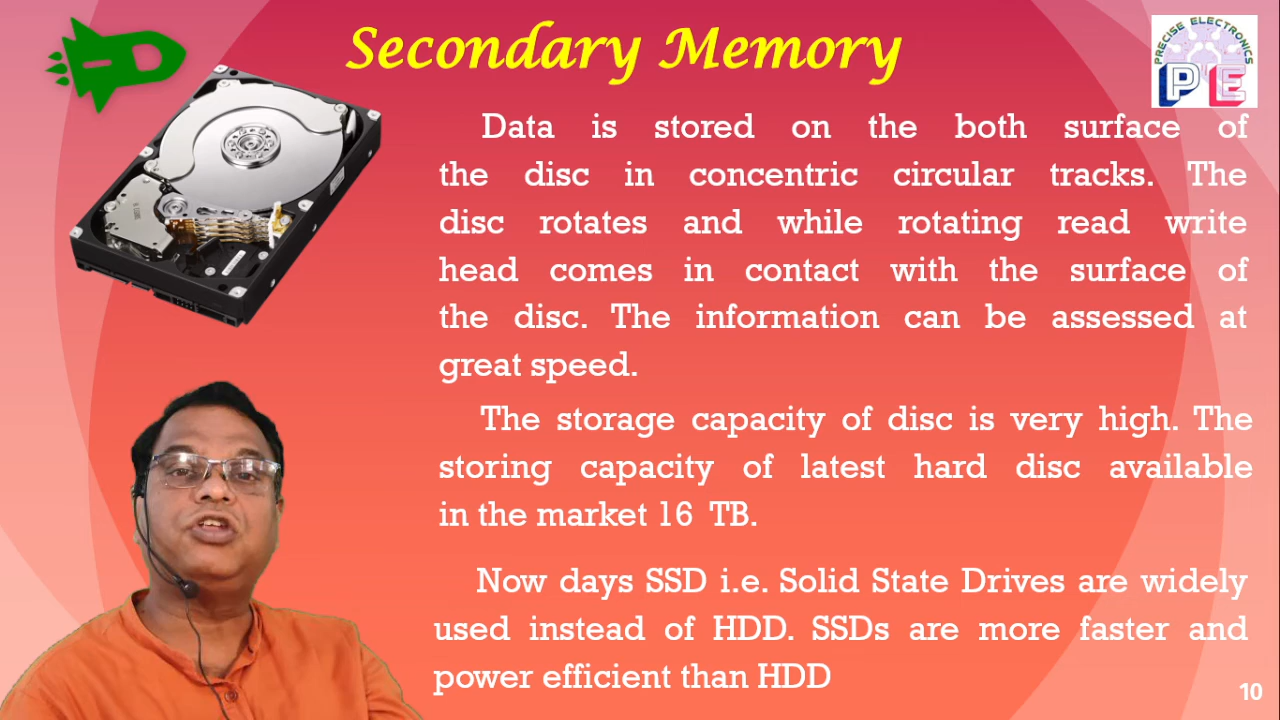 Secondary Memory
PRECISE ELECTRONICS
PE
Data is stored on the both surface of
the disc in concentric circular tracks. The
disc rotates and while rotating read write
head comes in contact with the surface of
the disc. The information can be assessed at
great speed.
The storage capacity of disc is very high. The
storing capacity of latest hard disc available
in the market 16 TB.
Now days SSD i.e. Solid State Drives are widely
used instead of HDD. SSDs are more faster and
power efficient than HDD
10